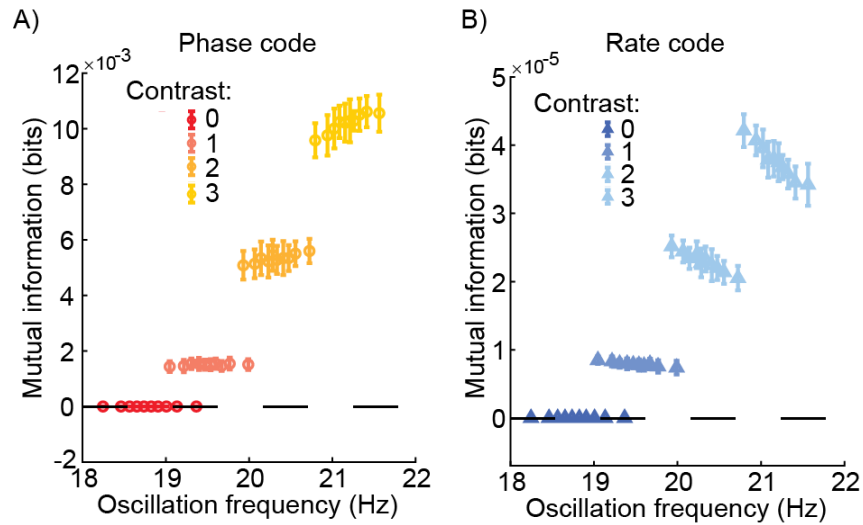 A)
Phase code
×10⁻³
12
10
8
6
4
2
0
-2
Mutual information (bits)
Contrast:
0
1
2
3
18 19 20 21 22
Oscillation frequency (Hz)
B)
Rate code
×10⁻⁵
5
4
3
2
1
0
Mutual information (bits)
Contrast:
0
1
2
3
18 19 20 21 22
Oscillation frequency (Hz)